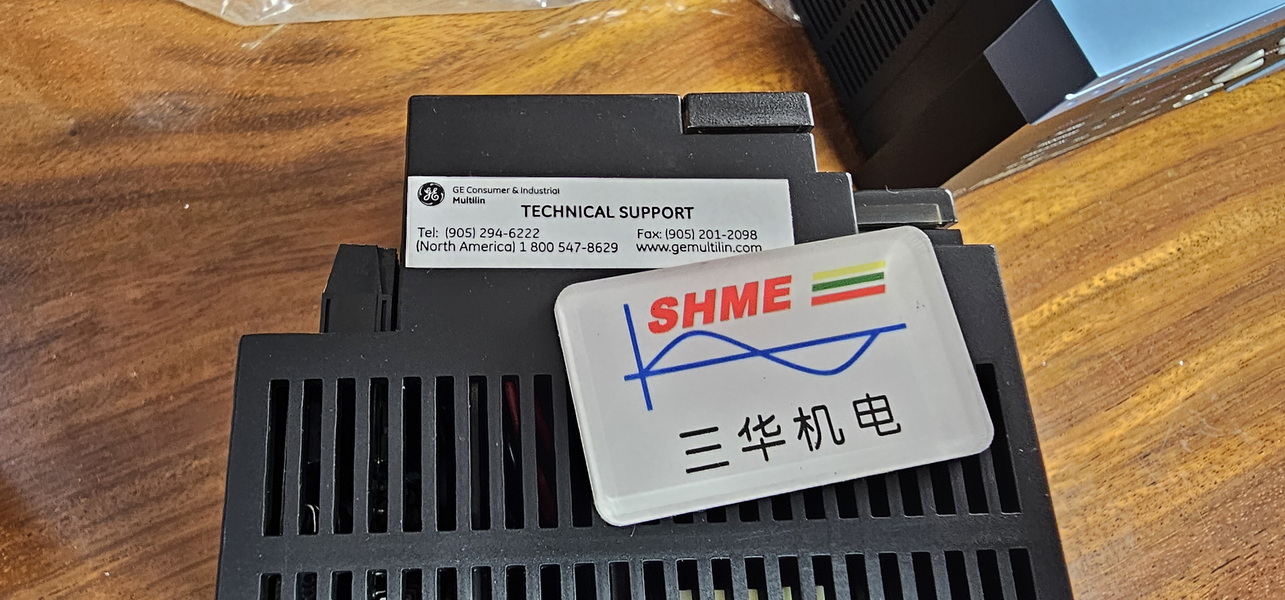 GE Consumer & Industrial
Multilin
TECHNICAL SUPPORT
Tel: (905) 294-6222 Fax: (905) 201-2098
(North America) 1 800 547-8629 www.gemultilin.com
SHME
三华机电